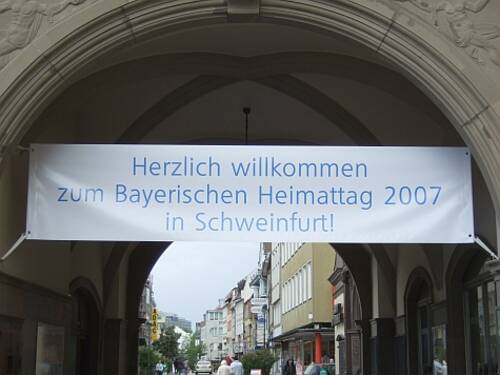 Herzlich willkommen
zum Bayerischen Heimattag 2007
in Schweinfurt!